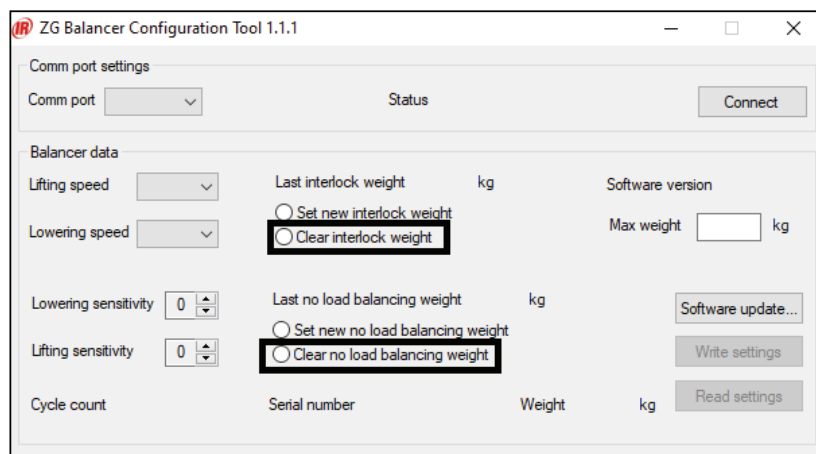 IR ZG Balancer Configuration Tool 1.1.1
Comm port settings
Comm port Status Connect
Balancer data
Lifting speed Last interlock weight kg Software version
Set new interlock weight
Lowering speed Clear interlock weight Max weight kg
Lowering sensitivity 0 Last no load balancing weight kg Software update...
Set new no load balancing weight
Lifting sensitivity 0 Clear no load balancing weight Write settings
Cycle count Serial number Weight kg Read settings